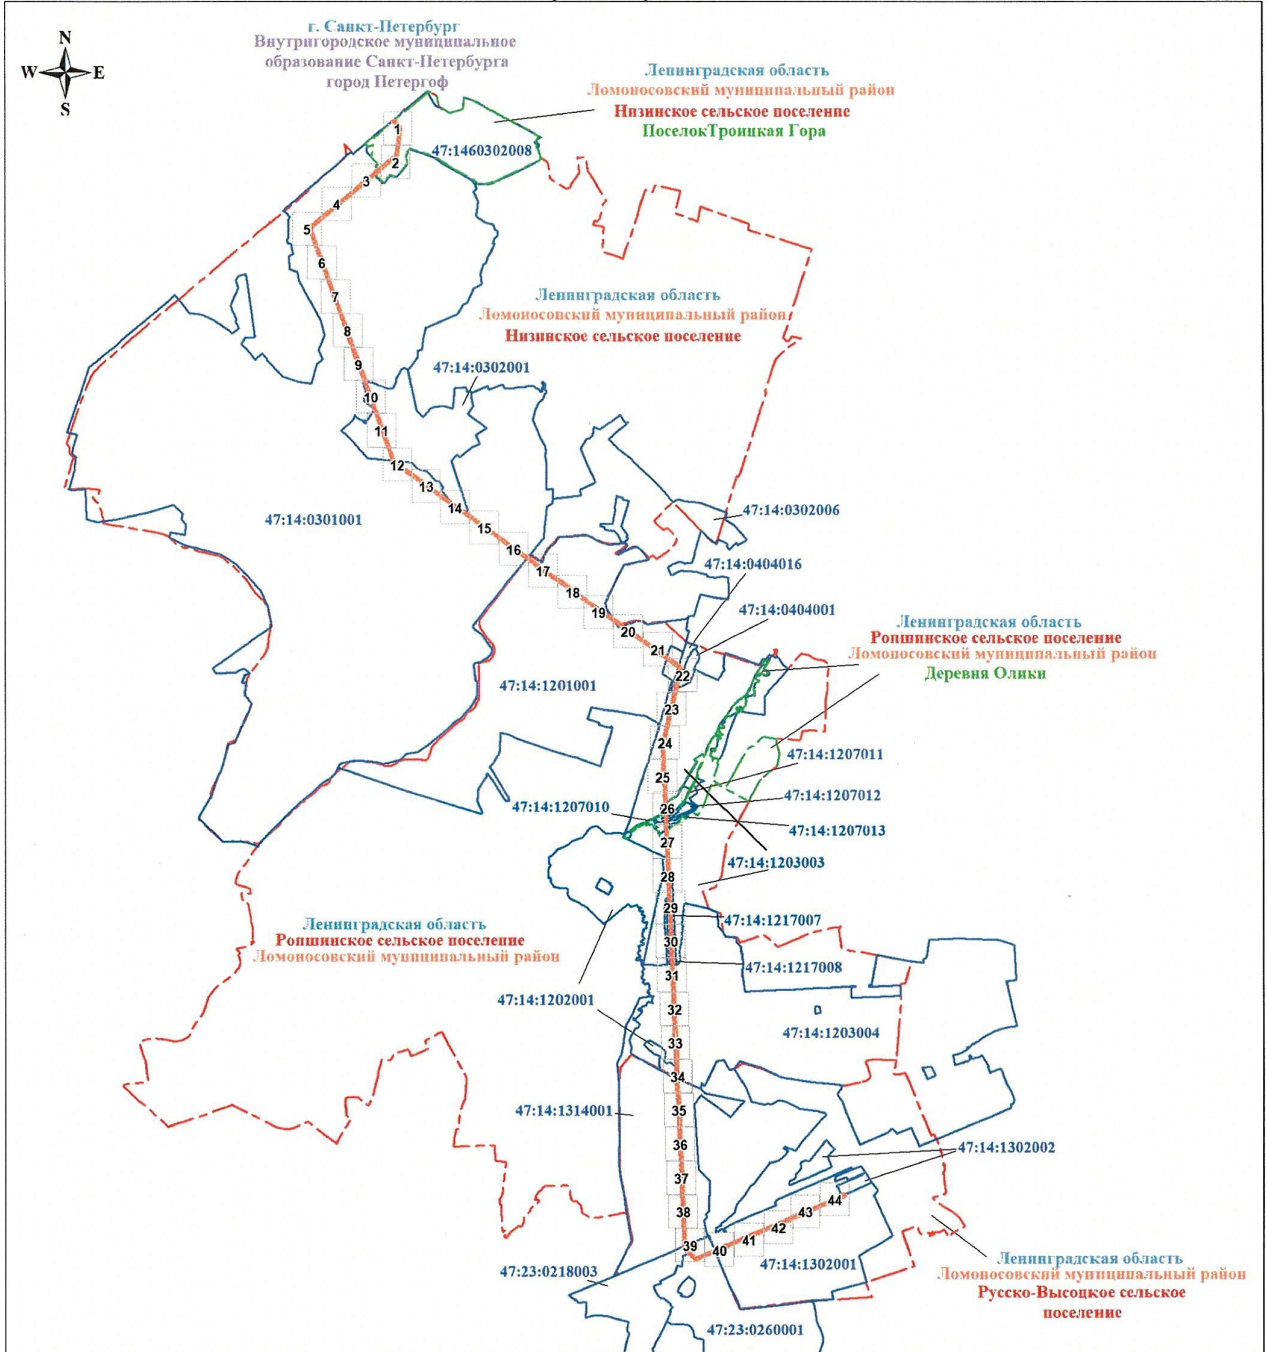 г. Санкт-Петербург
Внутригородское муниципальное
образование Санкт-Петербурга
город Петергоф
N
W E
S
Ленинградская область
Ломоносовский муниципальный район
Низинское сельское поселение
ПоселокТроицкая Гора
1
47:1460302008
2
3
4
5
6
Ленинградская область
7
Ломоносовский муниципальный район
8
Низинское сельское поселение
9
47:14:0302001
10
11
12
13
14
47:14:0302006
47:14:0301001
15
16
47:14:0404016
17
18
47:14:0404001
19
Ленинградская область
20
Ропшинское сельское поселение
21
Ломоносовский муниципальный район
22
Деревня Олики
47:14:1201001
23
24
47:14:1207011
25
47:14:1207012
47:14:1207010
26
47:14:1207013
27
47:14:1203003
28
29
47:14:1217007
Ленинградская область
Ропшинское сельское поселение
30
Ломоносовский муниципальный район
47:14:1217008
31
47:14:1202001
32
47:14:1203004
33
34
47:14:1314001
35
36
47:14:1302002
37
44
38
43
42
39
41
40
47:14:1302001
Ленинградская область
47:23:0218003
Ломоносовский муниципальный район
Русско-Высоцкое сельское
поселение
47:23:0260001